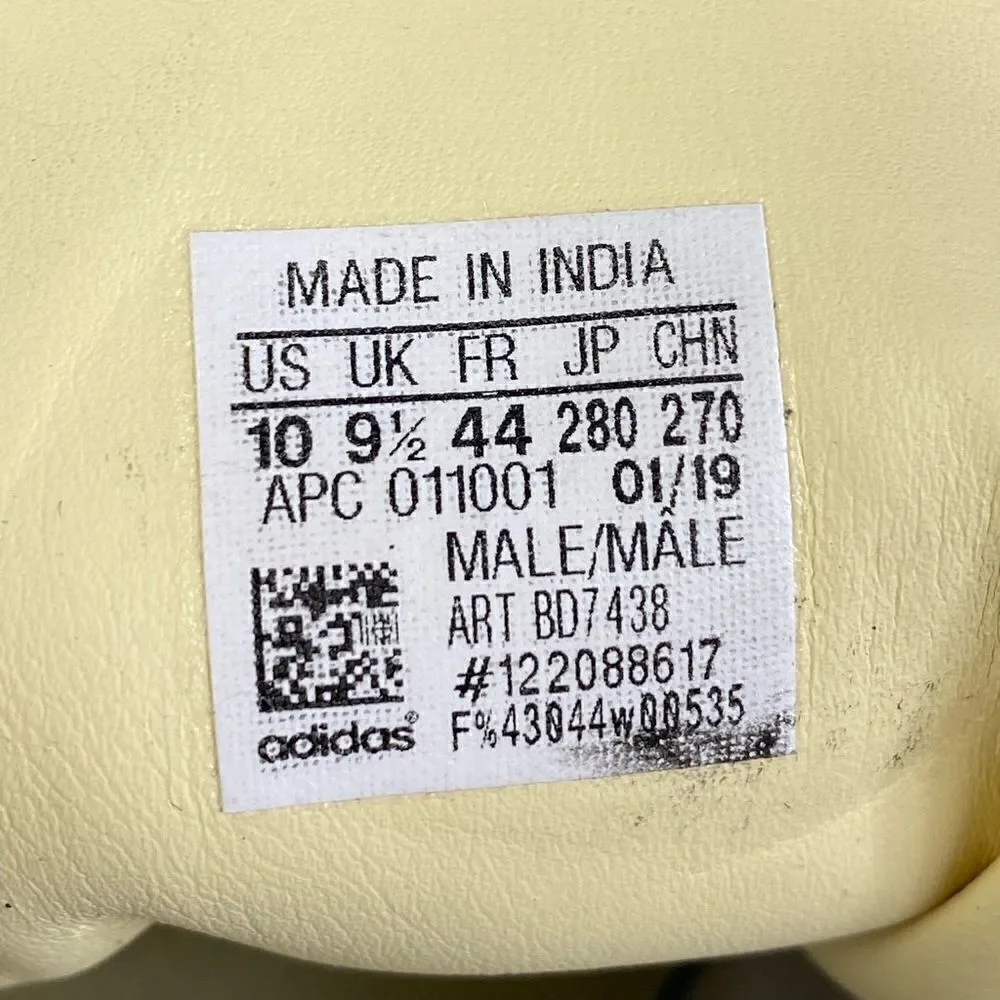 MADE IN INDIA
US UK FR JP CHN
10 9½ 44 280 270
APC 011001 01/19
MALE/MÂLE
ART BD7438
#122088617
F%43044w00535
adidas®